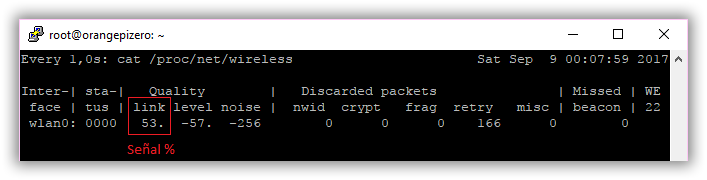 root@orangepizero: ~
Every 1,0s: cat /proc/net/wireless Sat Sep 9 00:07:59 2017
Inter-| sta-| Quality | Discarded packets | Missed | WE
face | tus | link level noise | nwid crypt frag retry misc | beacon | 22
wlan0: 0000 53. -57. -256 0 0 0 166 0 0
Señal %